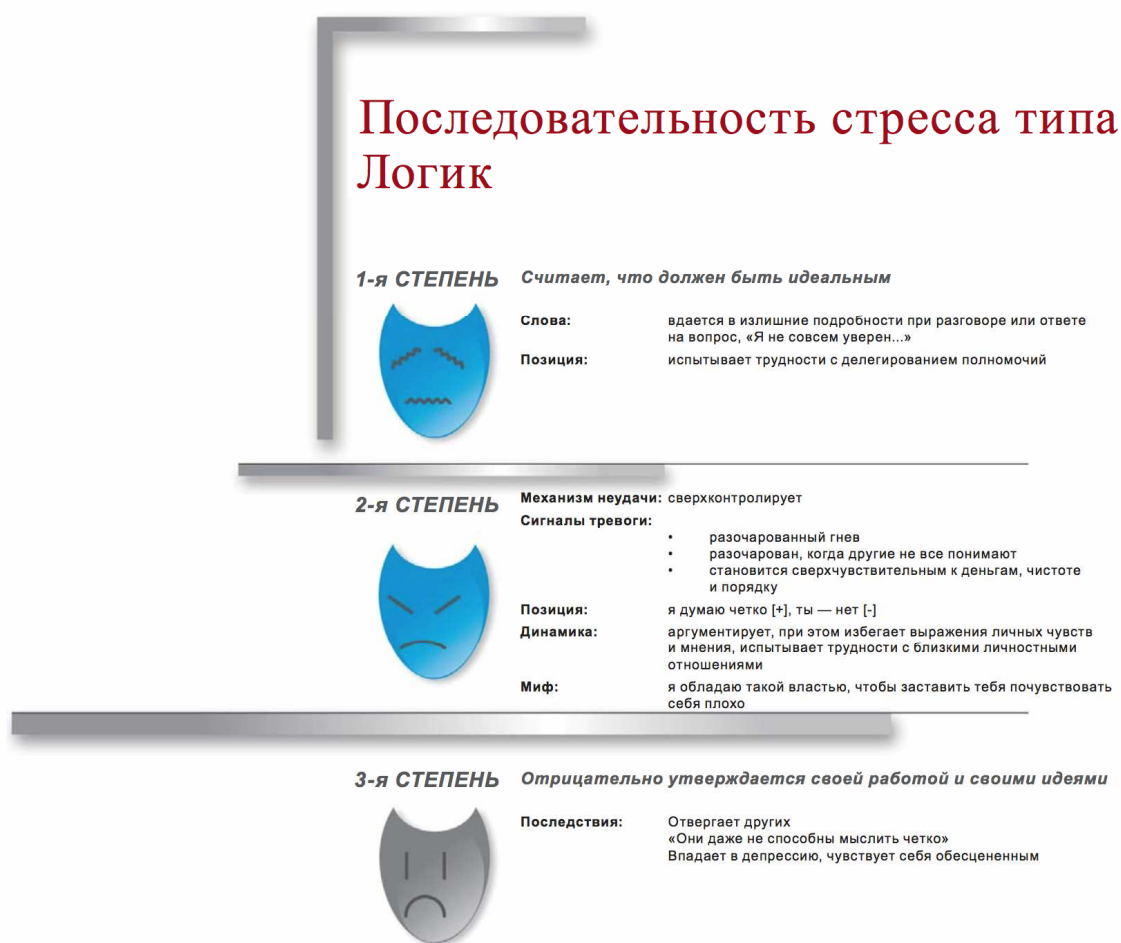 Последовательность стресса типа
Логик
1-я СТЕПЕНЬ Считает, что должен быть идеальным
Слова: вдается в излишние подробности при разговоре или ответе
на вопрос, «Я не совсем уверен...»
Позиция: испытывает трудности с делегированием полномочий
2-я СТЕПЕНЬ Механизм неудачи: сверхконтролирует
Сигналы тревоги:
• разочарованный гнев
• разочарован, когда другие не все понимают
• становится сверхчувствительным к деньгам, чистоте
и порядку
Позиция: я думаю четко [+], ты — нет [-]
Динамика: аргументирует, при этом избегает выражения личных чувств
и мнения, испытывает трудности с близкими личностными
отношениями
Миф: я обладаю такой властью, чтобы заставить тебя почувствовать
себя плохо
3-я СТЕПЕНЬ Отрицательно утверждается своей работой и своими идеями
Последствия: Отвергает других
«Они даже не способны мыслить четко»
Впадает в депрессию, чувствует себя обесцененным